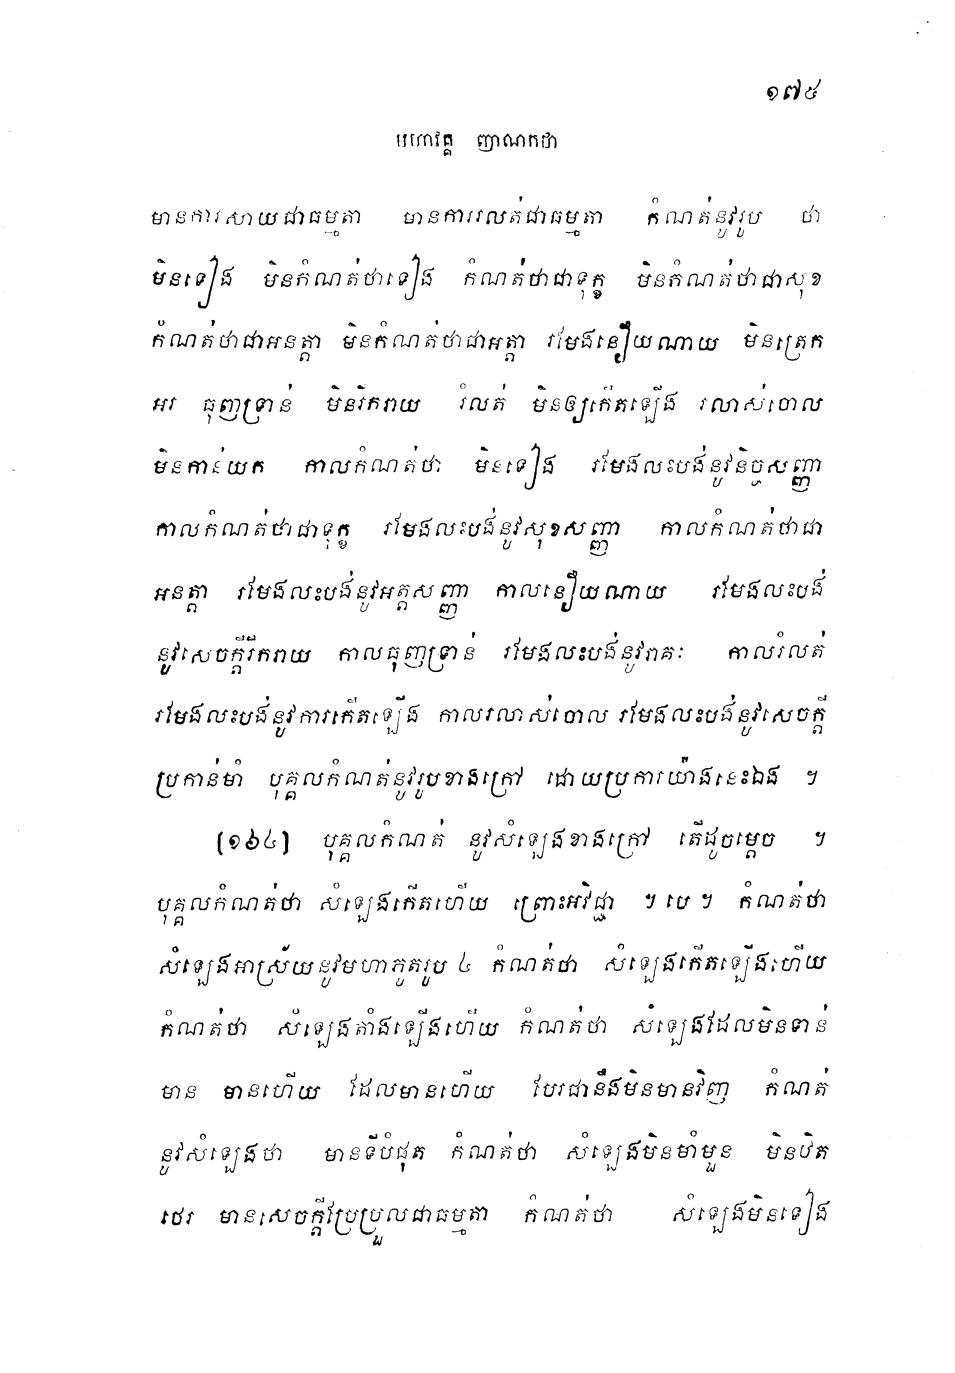 ១៧៥
មហាវគ្គ ញាណកថា
មានការសាយជាធម្មតា មានការរលត់ជាធម្មតា កំណត់នូវរូប ថា
មិនទៀង មិនកំណត់ថាទៀង កំណត់ថាជាទុក្ខ មិនកំណត់ថាជាសុខ
កំណត់ថាជាអនត្តា មិនកំណត់ថាជាអត្តា រមែងនឿយណាយ មិនត្រេក
អរ ធុញទ្រាន់ មិនរីករាយ រំលត់ មិនឲ្យកើតឡើង រលាស់ចោល
មិនកាន់យក កាលកំណត់ថា មិនទៀង រមែងលះបង់នូវនិច្ចសញ្ញា
កាលកំណត់ថាជាទុក្ខ រមែងលះបង់នូវសុខសញ្ញា កាលកំណត់ថាជា
អនត្តា រមែងលះបង់នូវអត្តសញ្ញា កាលនឿយណាយ រមែងលះបង់
នូវសេចក្តីរីករាយ កាលធុញទ្រាន់ រមែងលះបង់នូវរាគៈ កាលរំលត់
រមែងលះបង់នូវការកើតឡើង កាលរលាស់ចោល រមែងលះបង់នូវសេចក្តី
ប្រកាន់មាំ បុគ្គលកំណត់នូវរូបខាងក្រៅ ដោយប្រការយ៉ាងនេះឯង ។
[១៦៤] បុគ្គលកំណត់ នូវសំឡេងខាងក្រៅ តើដូចម្តេច ។
បុគ្គលកំណត់ថា សំឡេងកើតហើយ ព្រោះអវិជ្ជា ។ បេ ។ កំណត់ថា
សំឡេងអាស្រ័យនូវមហាភូតរូប ៤ កំណត់ថា សំឡេងកើតឡើងហើយ
កំណត់ថា សំឡេងតាំងឡើងហើយ កំណត់ថា សំឡេងដែលមិនទាន់
មាន មានហើយ ដែលមានហើយ បែរជានឹងមិនមានវិញ កំណត់
នូវសំឡេងថា មានទីបំផុត កំណត់ថា សំឡេងមិនមាំមួន មិនឋិត
ថេរ មានសេចក្តីប្រែប្រួលជាធម្មតា កំណត់ថា សំឡេងមិនទៀង